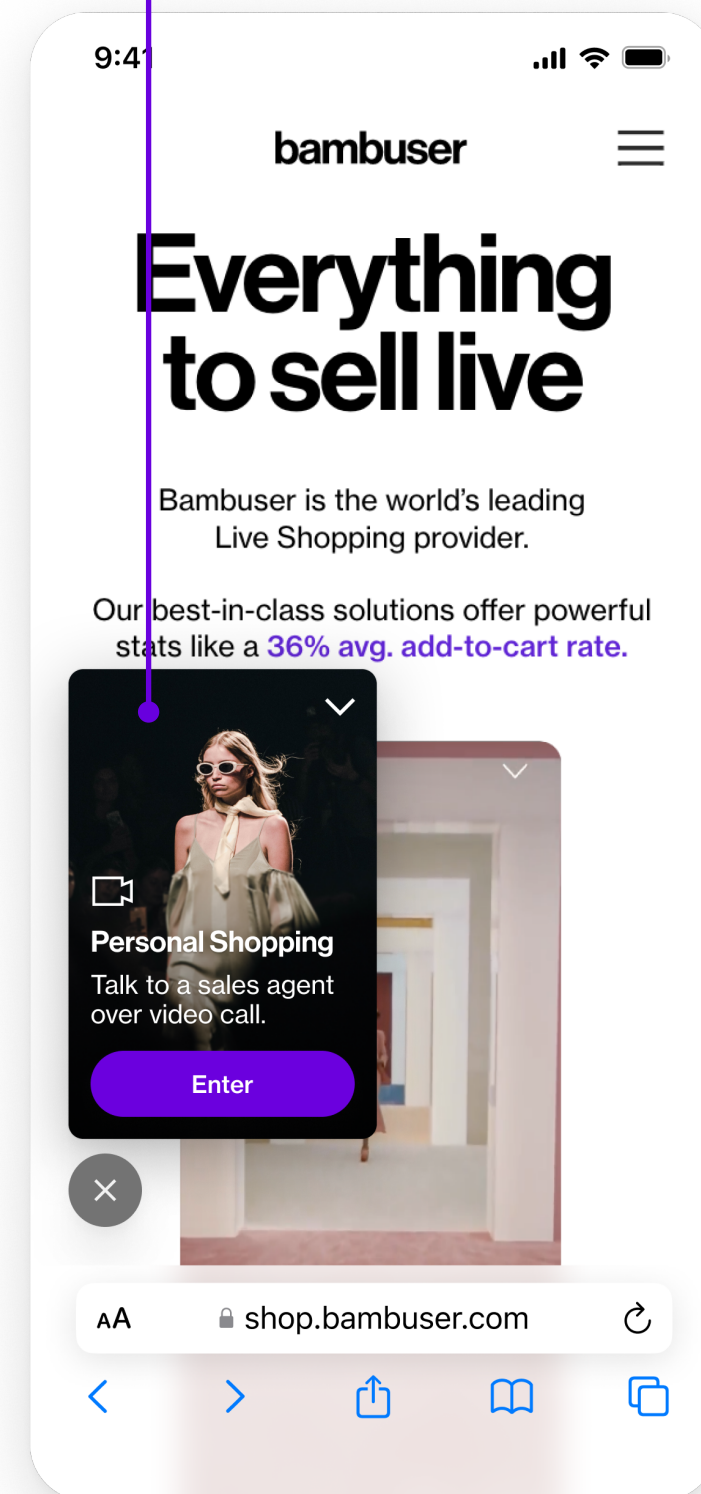 9:41
bambuser
Everything
to sell live
Bambuser is the world’s leading
Live Shopping provider.
Our best-in-class solutions offer powerful
stats like a 36% avg. add-to-cart rate.
Personal Shopping
Talk to a sales agent
over video call.
Enter
AA
shop.bambuser.com